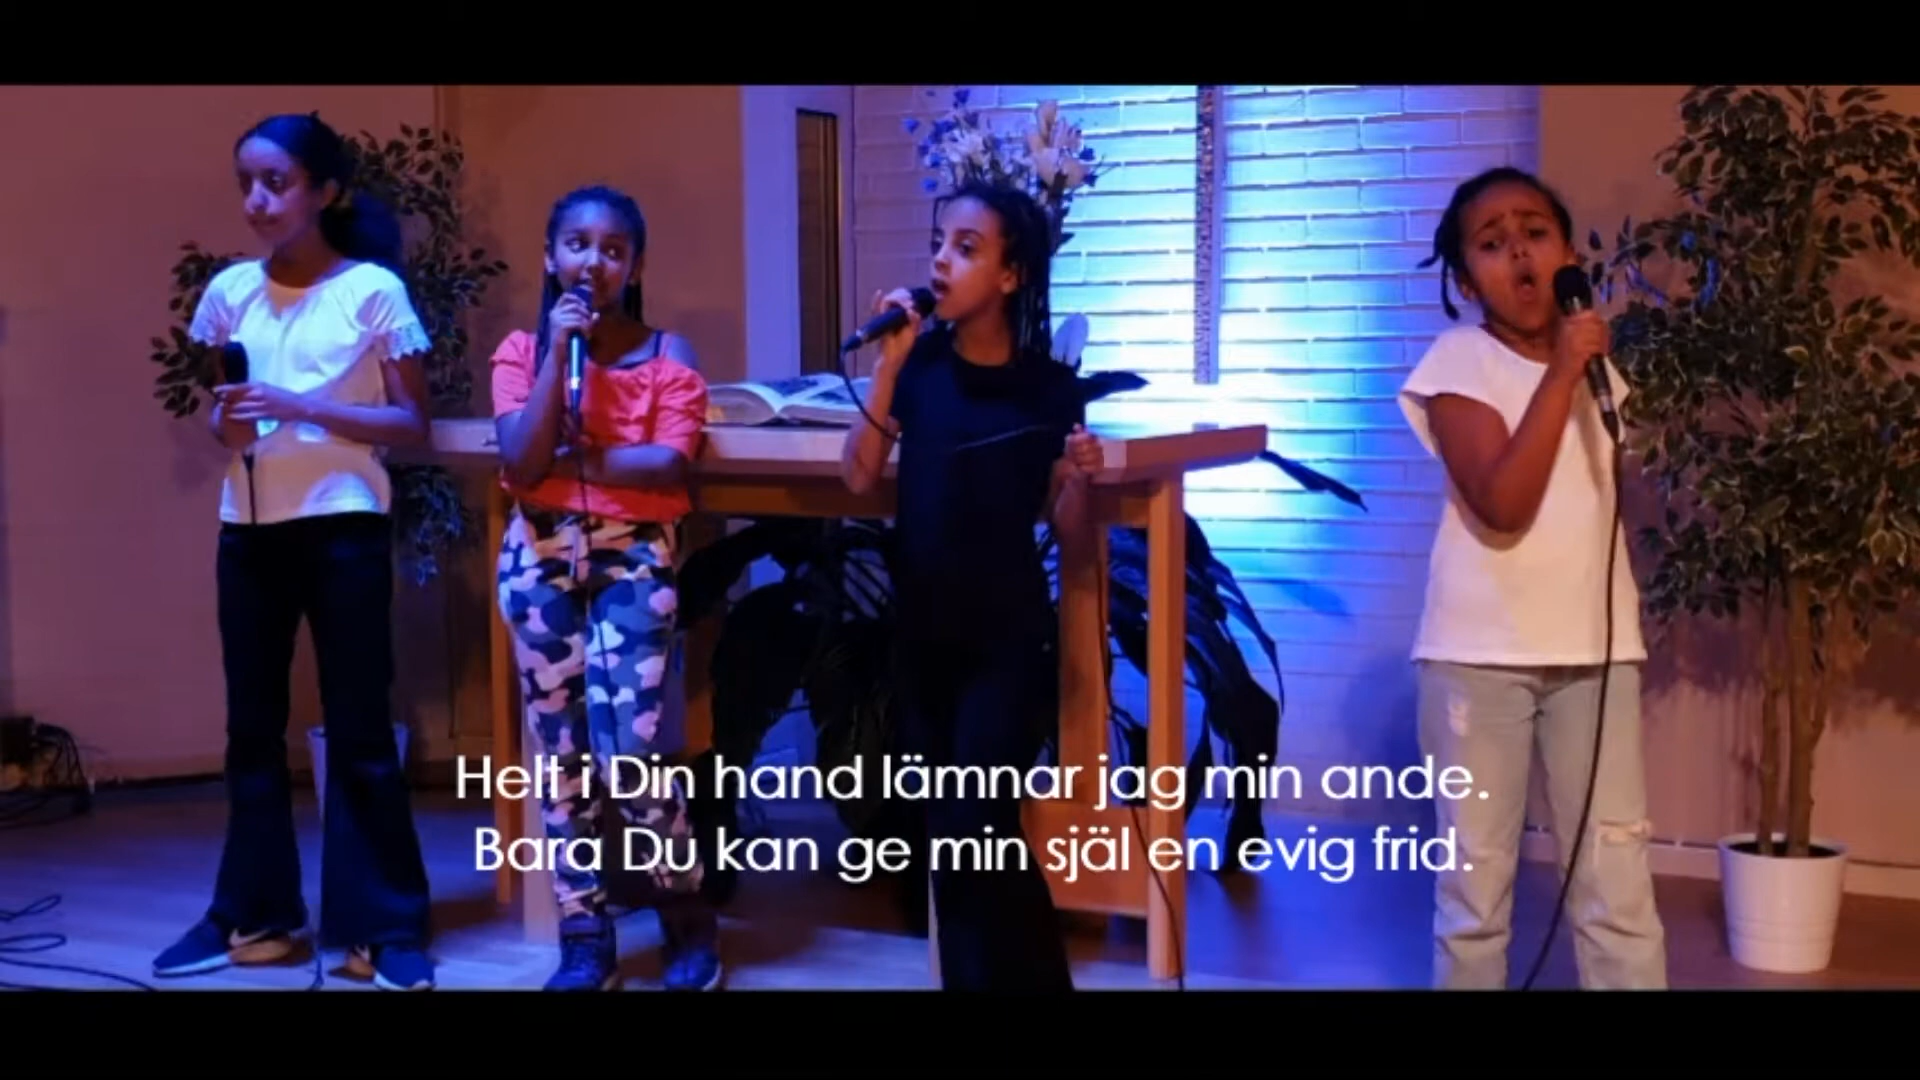 Helt i Din hand lämnar jag min ande.
Bara Du kan ge min själ en evig frid.